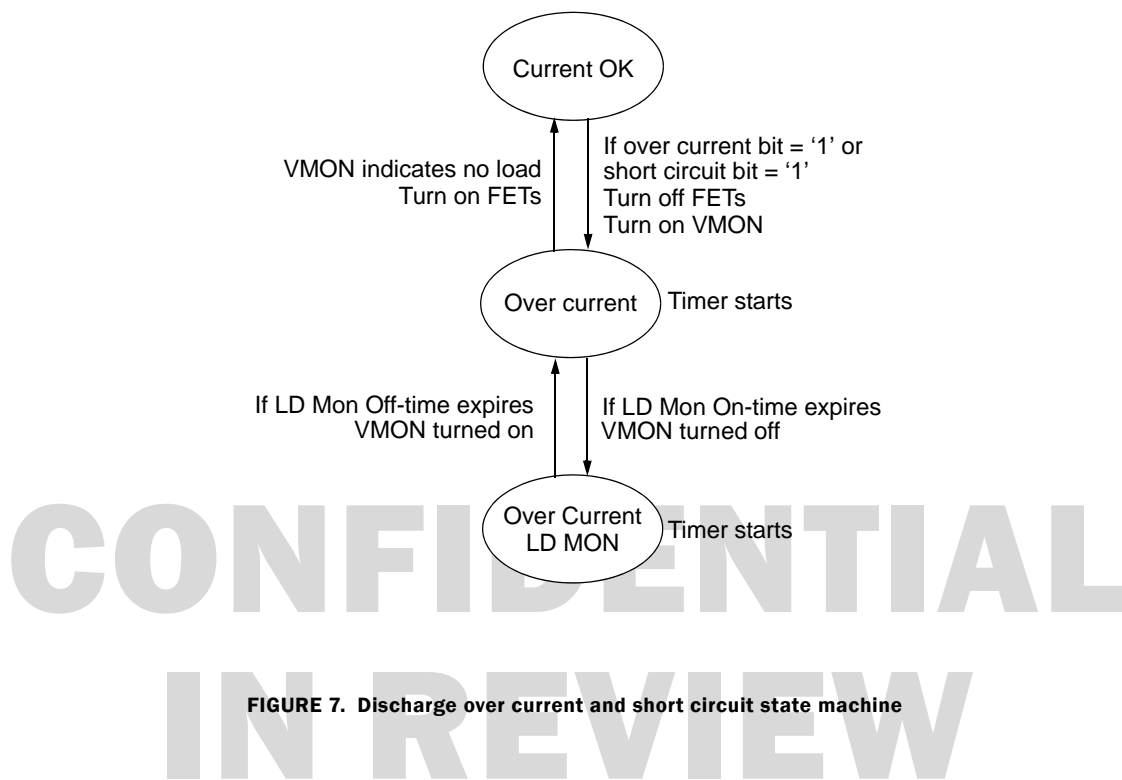 Current OK
VMON indicates no load
Turn on FETs
If over current bit = ‘1’ or
short circuit bit = ‘1’
Turn off FETs
Turn on VMON
Over current
Timer starts
If LD Mon Off-time expires
VMON turned on
If LD Mon On-time expires
VMON turned off
Over Current
LD MON
Timer starts
CONFIDENTIAL
IN REVIEW
FIGURE 7. Discharge over current and short circuit state machine